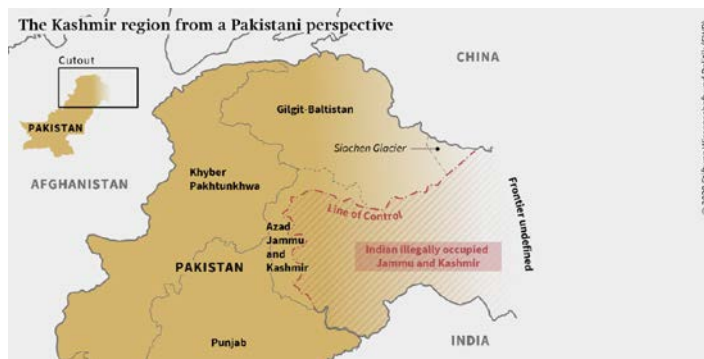 The Kashmir region from a Pakistani perspective
Cutout
PAKISTAN
CHINA
Gilgit-Baltistan
Siachen Glacier
AFGHANISTAN
Khyber
Pakhtunkhwa
Line of Control
Frontier undefined
Azad
Jammu
and
Kashmir
Indian illegally occupied
Jammu and Kashmir
PAKISTAN
INDIA
Punjab